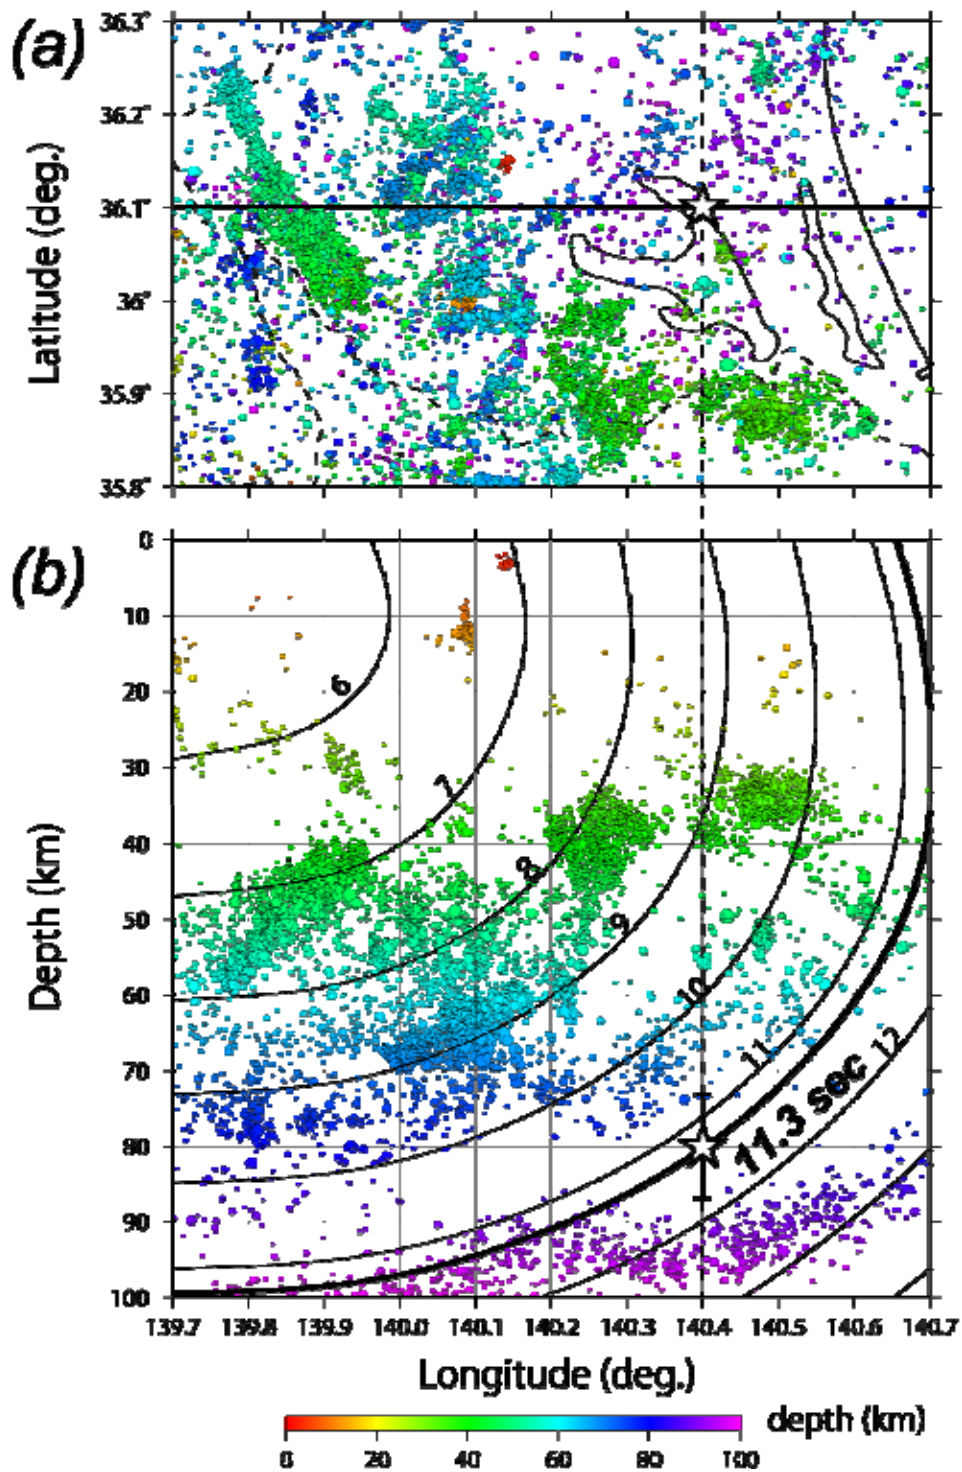 (a)
36.3°
36.2°
36.1°
36°
35.9°
35.8°
Latitude (deg.)
(b)
0
10
20
30
40
50
60
70
80
90
100
Depth (km)
6
7
8
9
10
11
11.3 sec
12
139.7 139.8 139.9 140.0 140.1 140.2 140.3 140.4 140.5 140.6 140.7
Longitude (deg.)
depth (km)
0 20 40 60 80 100